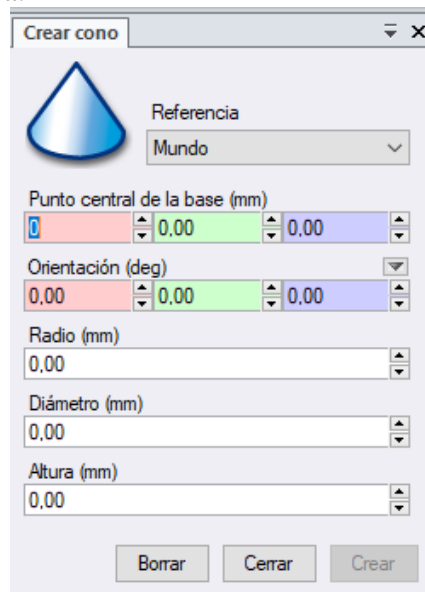 Crear cono
Referencia
Mundo
Punto central de la base (mm)
0 0,00 0,00
Orientación (deg)
0,00 0,00 0,00
Radio (mm)
0,00
Diámetro (mm)
0,00
Altura (mm)
0,00
Borrar Cerrar Crear